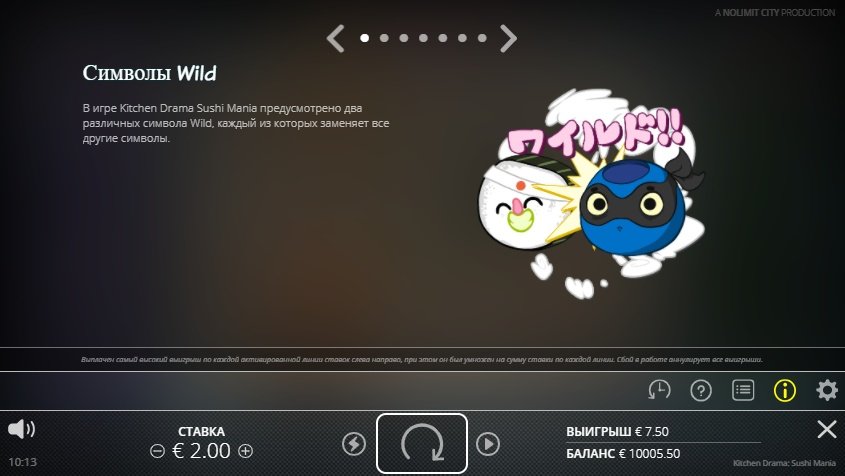 A NOLIMIT CITY PRODUCTION
Символы Wild
В игре Kitchen Drama Sushi Mania предусмотрено два
различных символа Wild, каждый из которых заменяет все
другие символы.
ワイルド!!
Выплачен самый высокий выигрыш по каждой активированной линии ставок слева направо, при этом он был умножен на сумму ставки по каждой линии. Сбой в работе аннулирует все выигрыши.
СТАВКА
€ 2.00
ВЫИГРЫШ € 7.50
БАЛАНС € 10005.50
10:13
Kitchen Drama: Sushi Mania